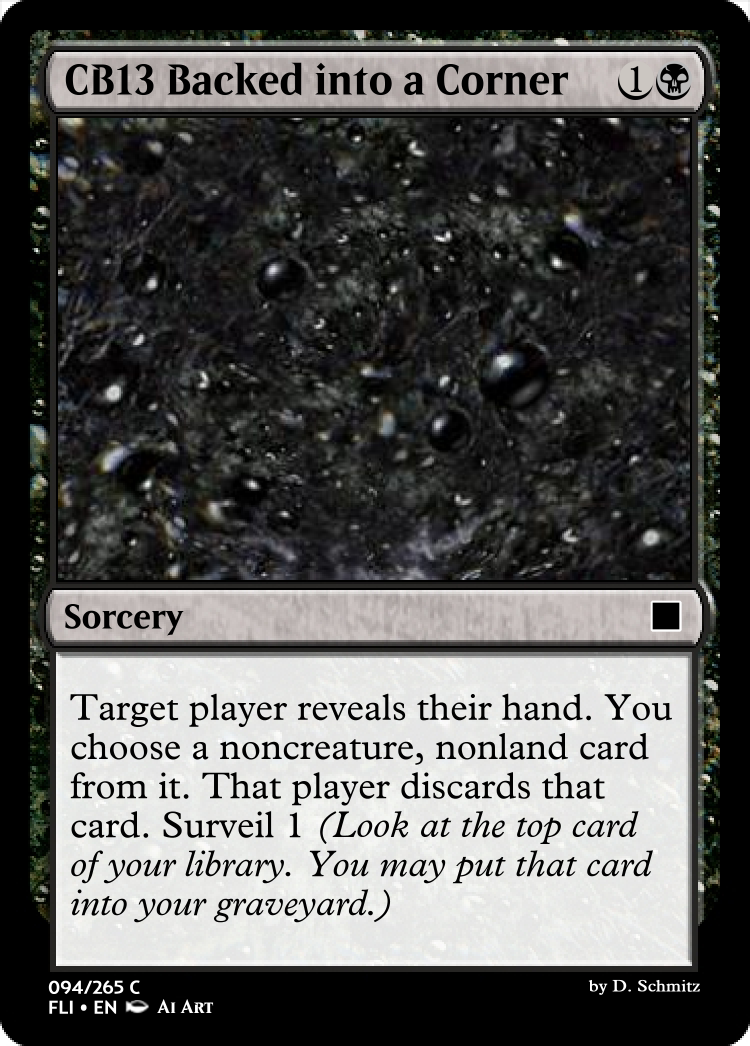 CB13 Backed into a Corner 1
Sorcery
Target player reveals their hand. You
choose a noncreature, nonland card
from it. That player discards that
card. Surveil 1 (Look at the top card
of your library. You may put that card
into your graveyard.)
094/265 C
by D. Schmitz
FLI • EN AI ART